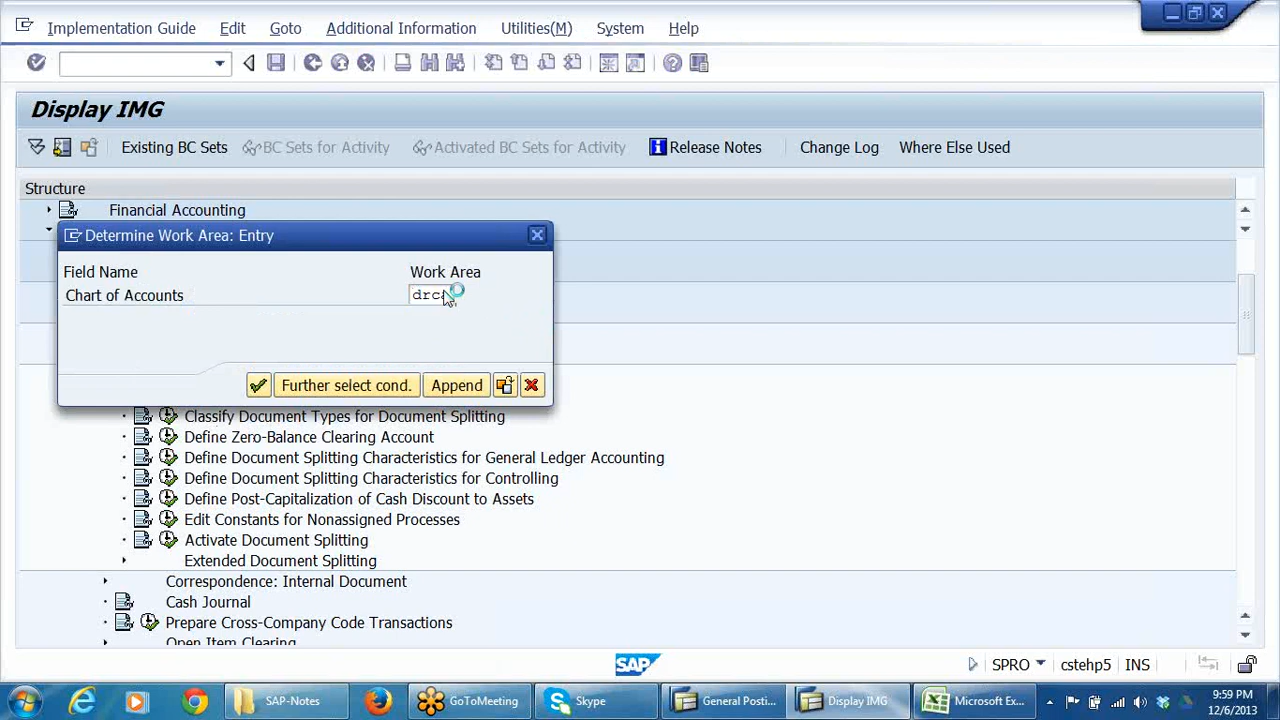 Implementation Guide Edit Goto Additional Information Utilities(M) System Help
Display IMG
Existing BC Sets BC Sets for Activity Activated BC Sets for Activity Release Notes Change Log Where Else Used
Structure
Financial Accounting
Determine Work Area: Entry
Field Name Work Area
Chart of Accounts
Further select cond. Append
Classify Document Types for Document Splitting
Define Zero-Balance Clearing Account
Define Document Splitting Characteristics for General Ledger Accounting
Define Document Splitting Characteristics for Controlling
Define Post-Capitalization of Cash Discount to Assets
Edit Constants for Nonassigned Processes
Activate Document Splitting
Extended Document Splitting
Correspondence: Internal Document
Cash Journal
Prepare Cross-Company Code Transactions
Open Item Clearing
SAP SPRO cstehp5 INS
SAP-Notes GoToMeeting Skype General Posti... Display IMG Microsoft Ex... 9:59 PM
12/6/2013